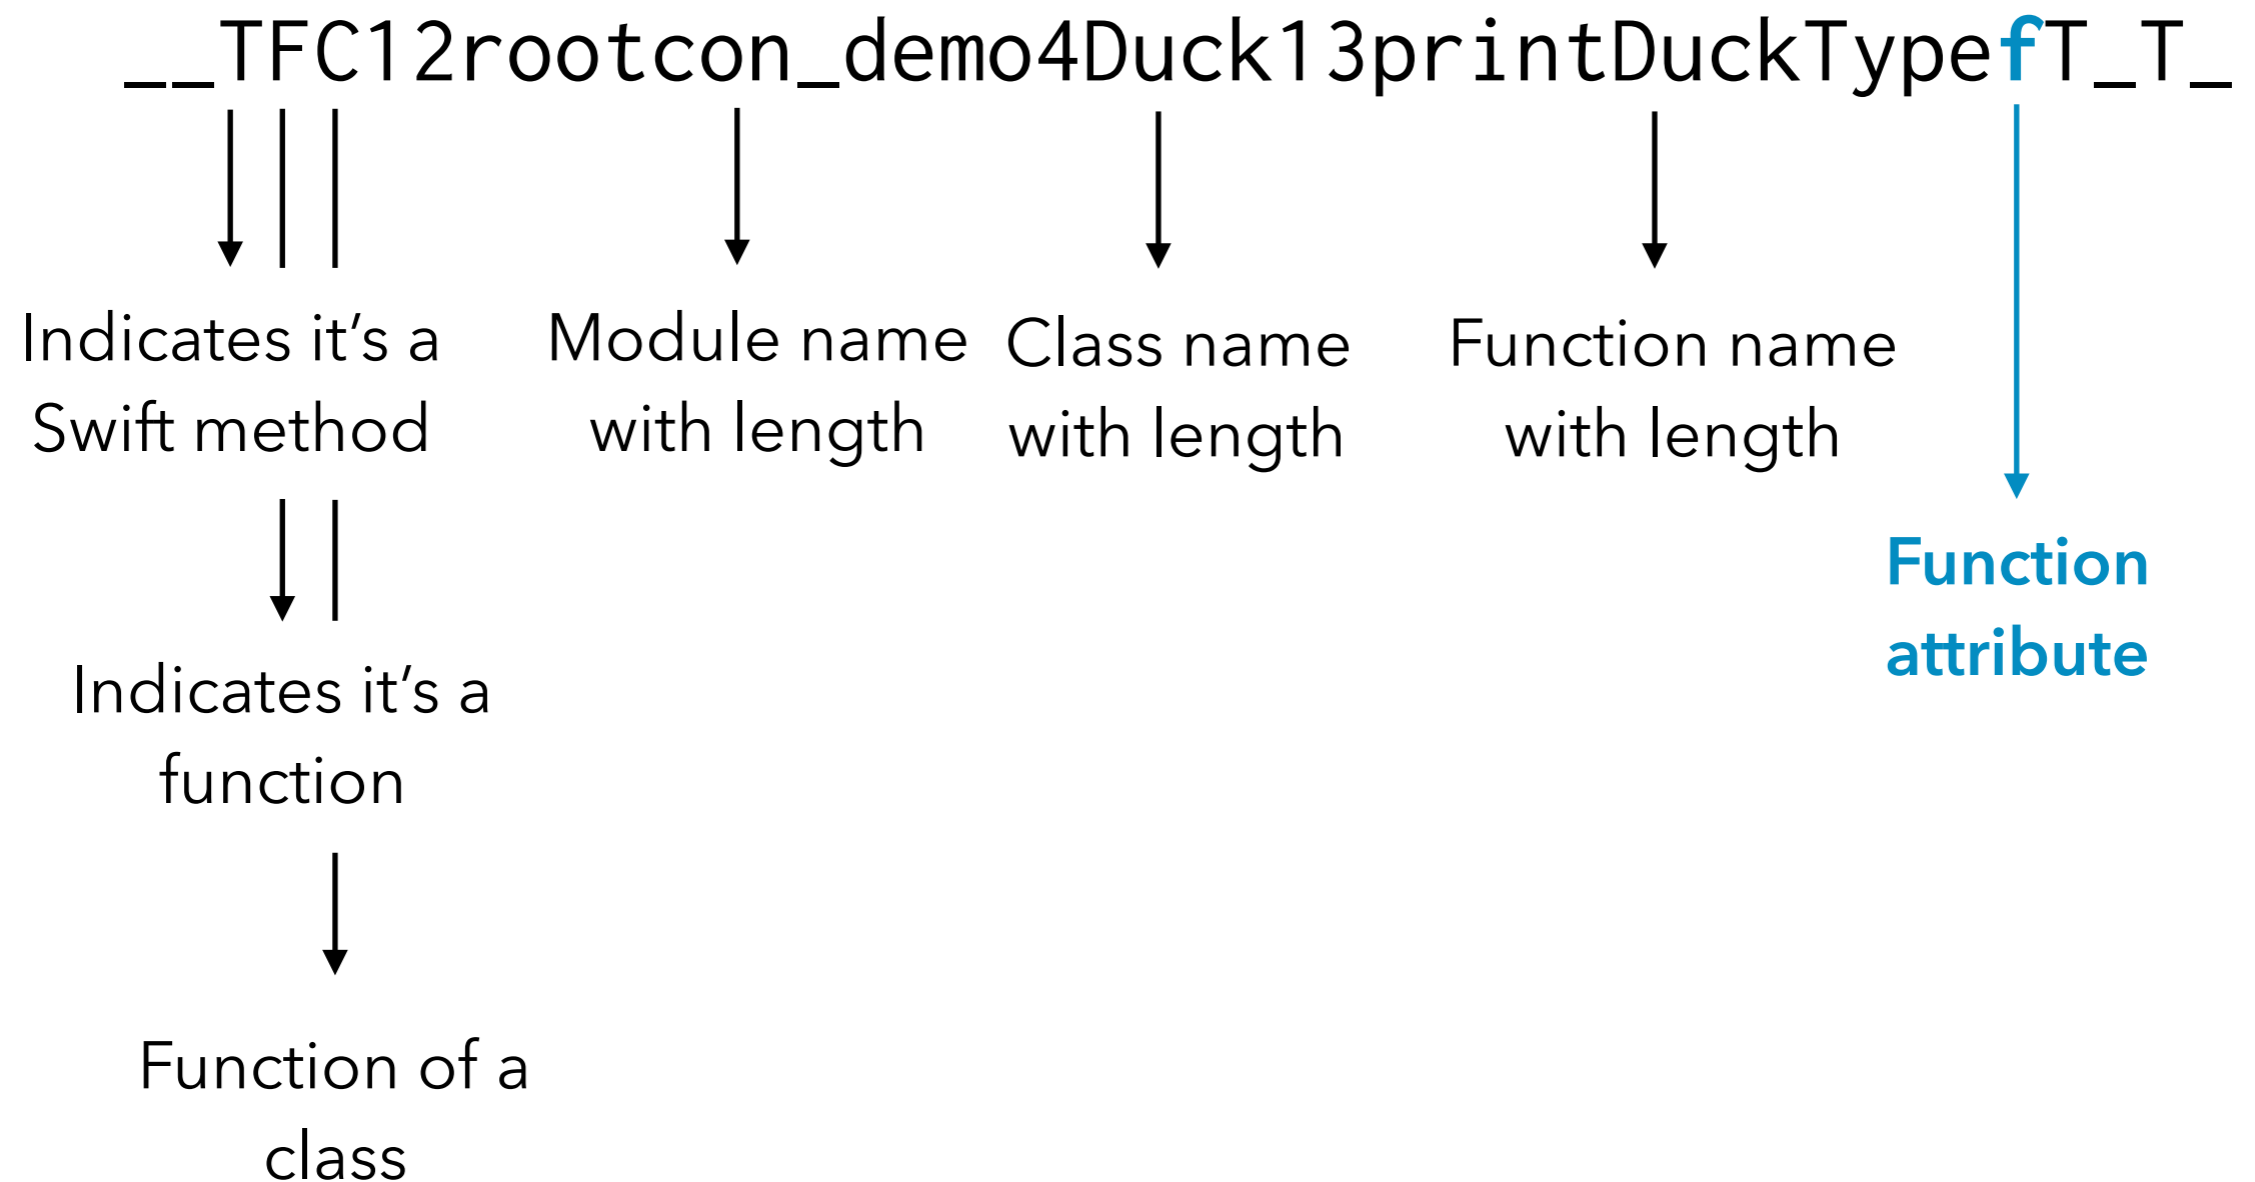 __TFC12rootcon_demo4Duck13printDuckTypefT_T_
Indicates it’s a
Swift method
Module name
with length
Class name
with length
Function name
with length
Function
attribute
Indicates it’s a
function
Function of a
class